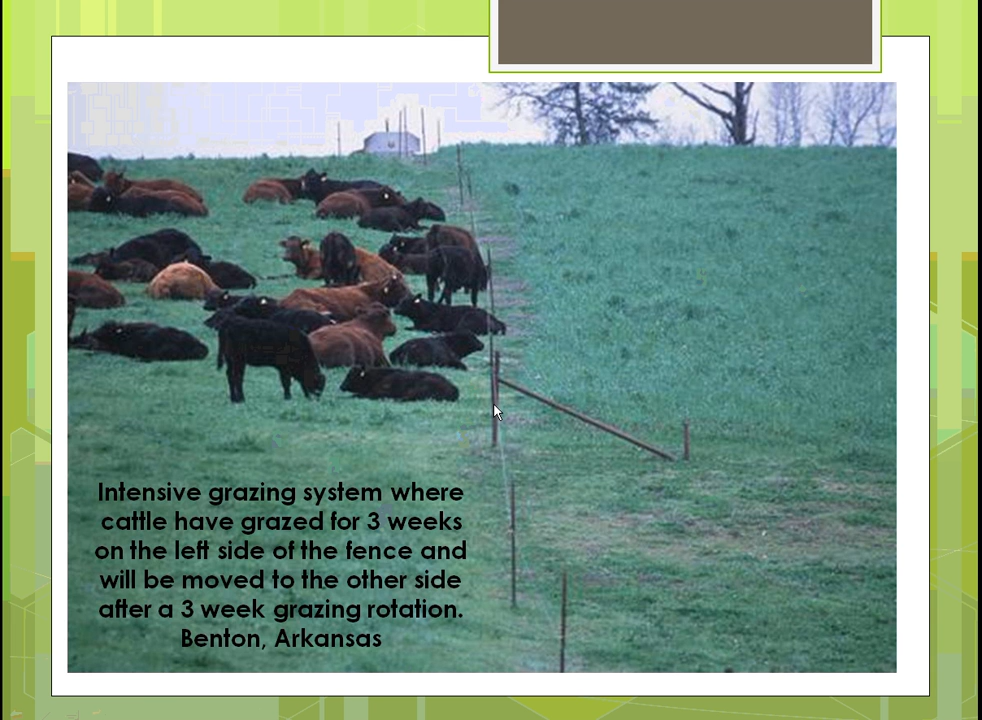 Intensive grazing system where
cattle have grazed for 3 weeks
on the left side of the fence and
will be moved to the other side
after a 3 week grazing rotation.
Benton, Arkansas